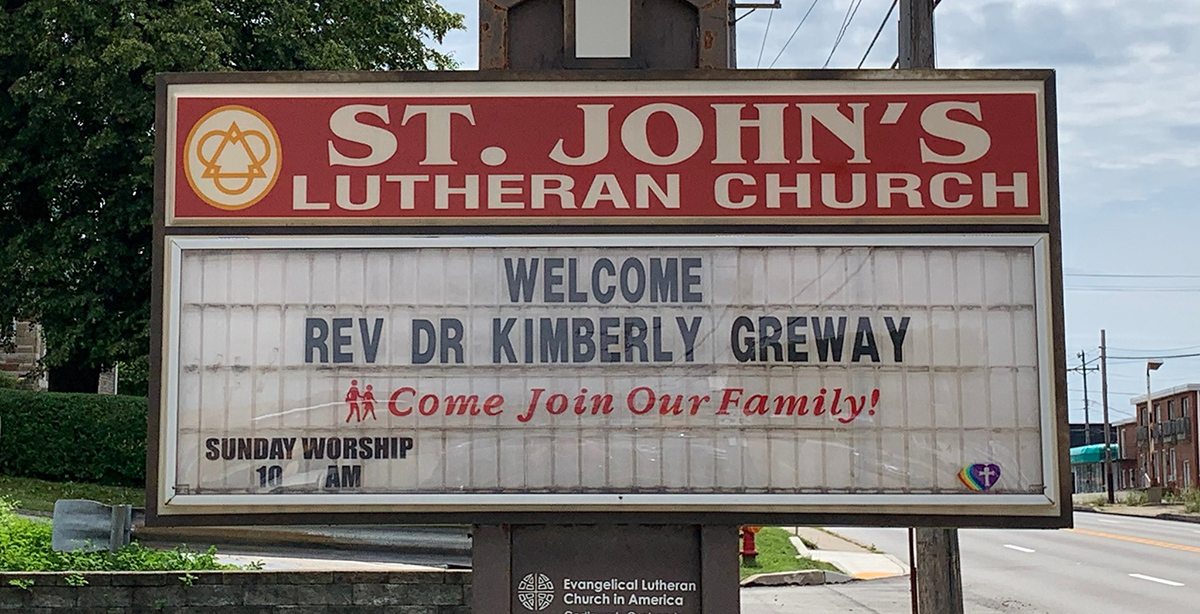 ST. JOHN'S
LUTHERAN CHURCH
WELCOME
REV DR KIMBERLY GREWAY
Come Join Our Family!
SUNDAY WORSHIP
10 AM
Evangelical Lutheran
Church in America